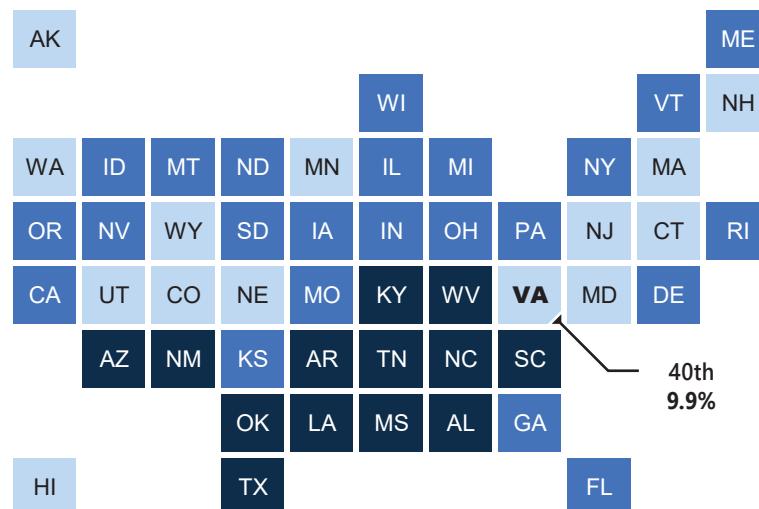 AK ME
WI VT NH
WA ID MT ND MN IL MI NY MA
OR NV WY SD IA IN OH PA NJ CT RI
CA UT CO NE MO KY WV VA MD DE
AZ NM KS AR TN NC SC
40th
9.9%
OK LA MS AL GA
HI TX FL